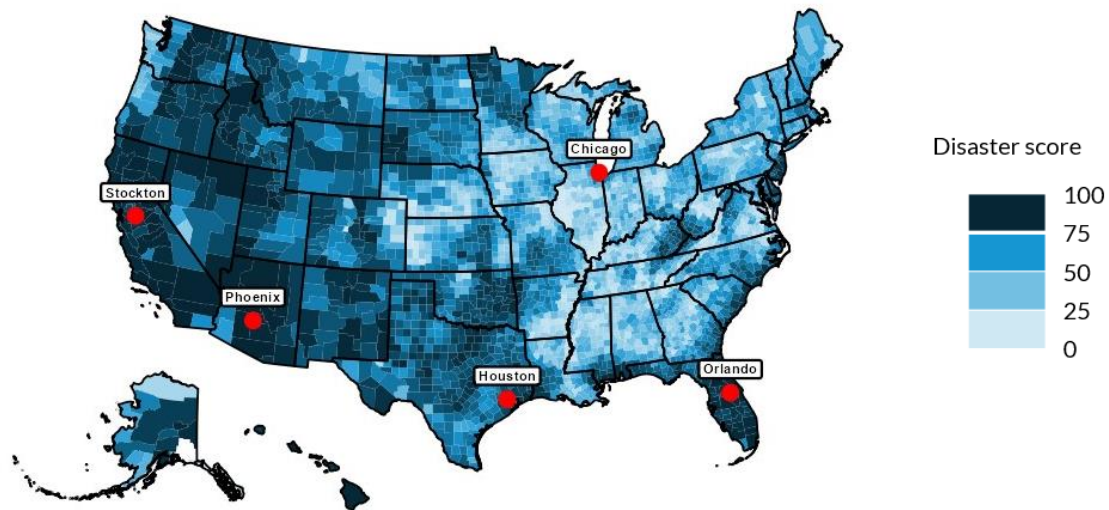 Chicago
Stockton
Phoenix
Houston
Orlando
Disaster score
100
75
50
25
0